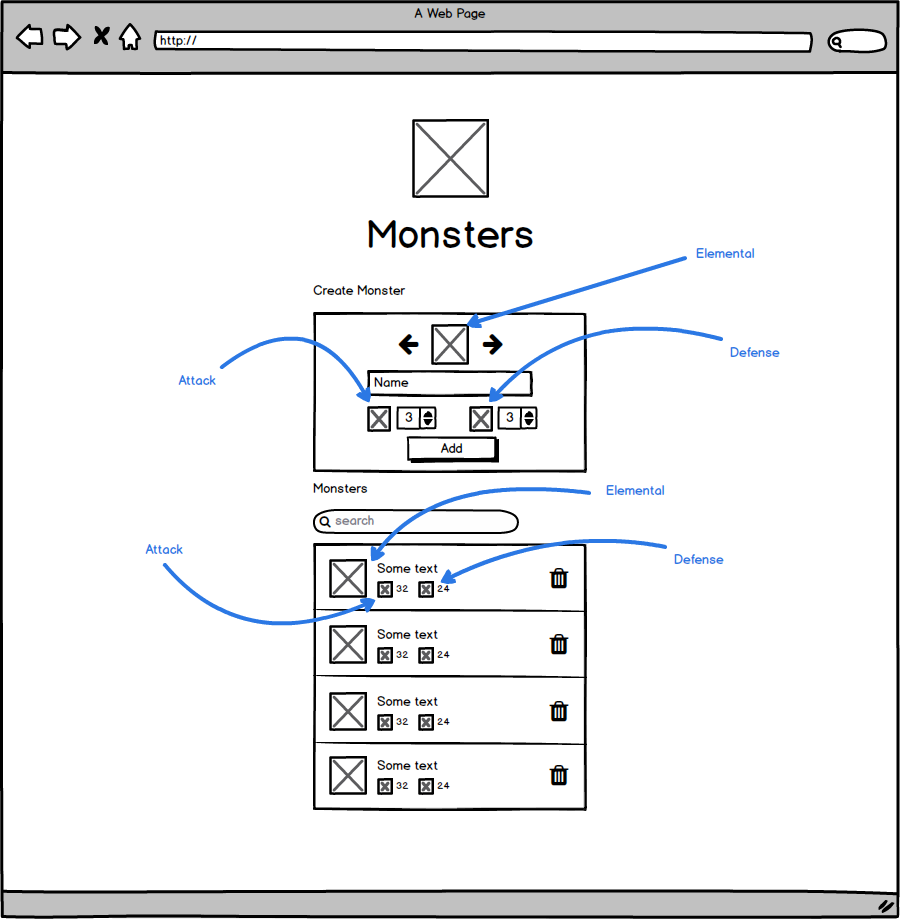 A Web Page
http://
Monsters
Elemental
Create Monster
Defense
Attack
Name
3 3
Add
Monsters
Elemental
search
Attack
Defense
Some text
32 24
Some text
32 24
Some text
32 24
Some text
32 24